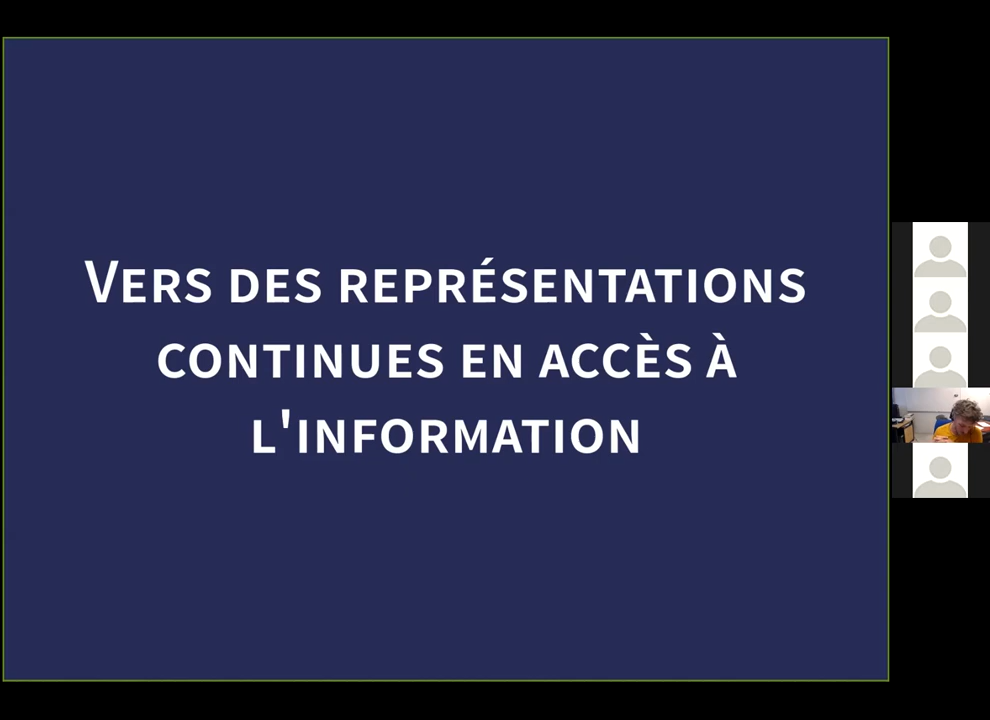 Vers des représentations
continues en accès à
l'information